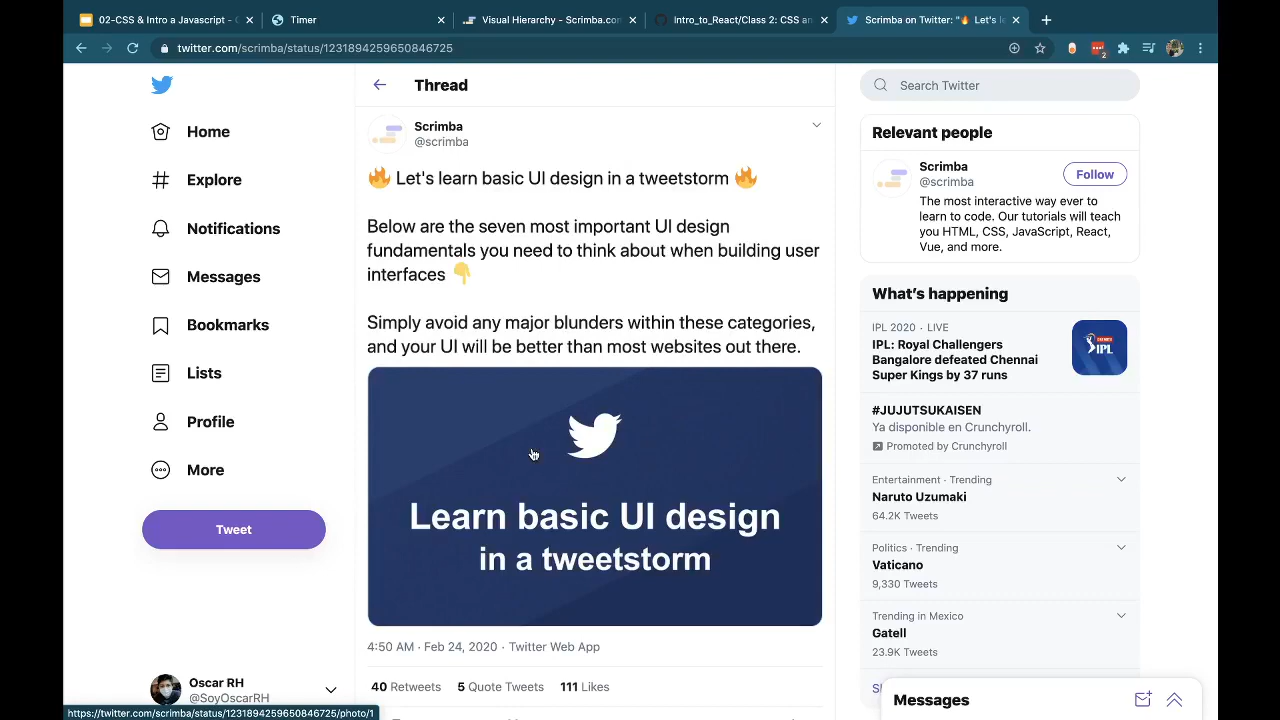 02-CSS & Intro a Javascript - G
Timer
Visual Hierarchy - Scrimba.com
Intro_to_React/Class 2: CSS an
Scrimba on Twitter: "🔥 Let's le
twitter.com/scrimba/status/1231894259650846725
2
Home
Explore
Notifications
Messages
Bookmarks
Lists
Profile
More
Tweet
Oscar RH
@SoyOscarRH
https://twitter.com/scrimba/status/1231894259650846725/photo/1
Thread
Scrimba
@scrimba
🔥 Let's learn basic UI design in a tweetstorm 🔥
Below are the seven most important UI design
fundamentals you need to think about when building user
interfaces 👇
Simply avoid any major blunders within these categories,
and your UI will be better than most websites out there.
Learn basic UI design
in a tweetstorm
4:50 AM · Feb 24, 2020 · Twitter Web App
40 Retweets 5 Quote Tweets 111 Likes
Search Twitter
Relevant people
Scrimba
@scrimba
Follow
The most interactive way ever to
learn to code. Our tutorials will teach
you HTML, CSS, JavaScript, React,
Vue, and more.
What's happening
IPL 2020 · LIVE
IPL: Royal Challengers
Bangalore defeated Chennai
Super Kings by 37 runs
IPL
#JUJUTSUKAISEN
Ya disponible en Crunchyroll.
Promoted by Crunchyroll
Entertainment · Trending
Naruto Uzumaki
64.2K Tweets
Politics · Trending
Vaticano
9,330 Tweets
Trending in Mexico
Gatell
23.9K Tweets
Messages